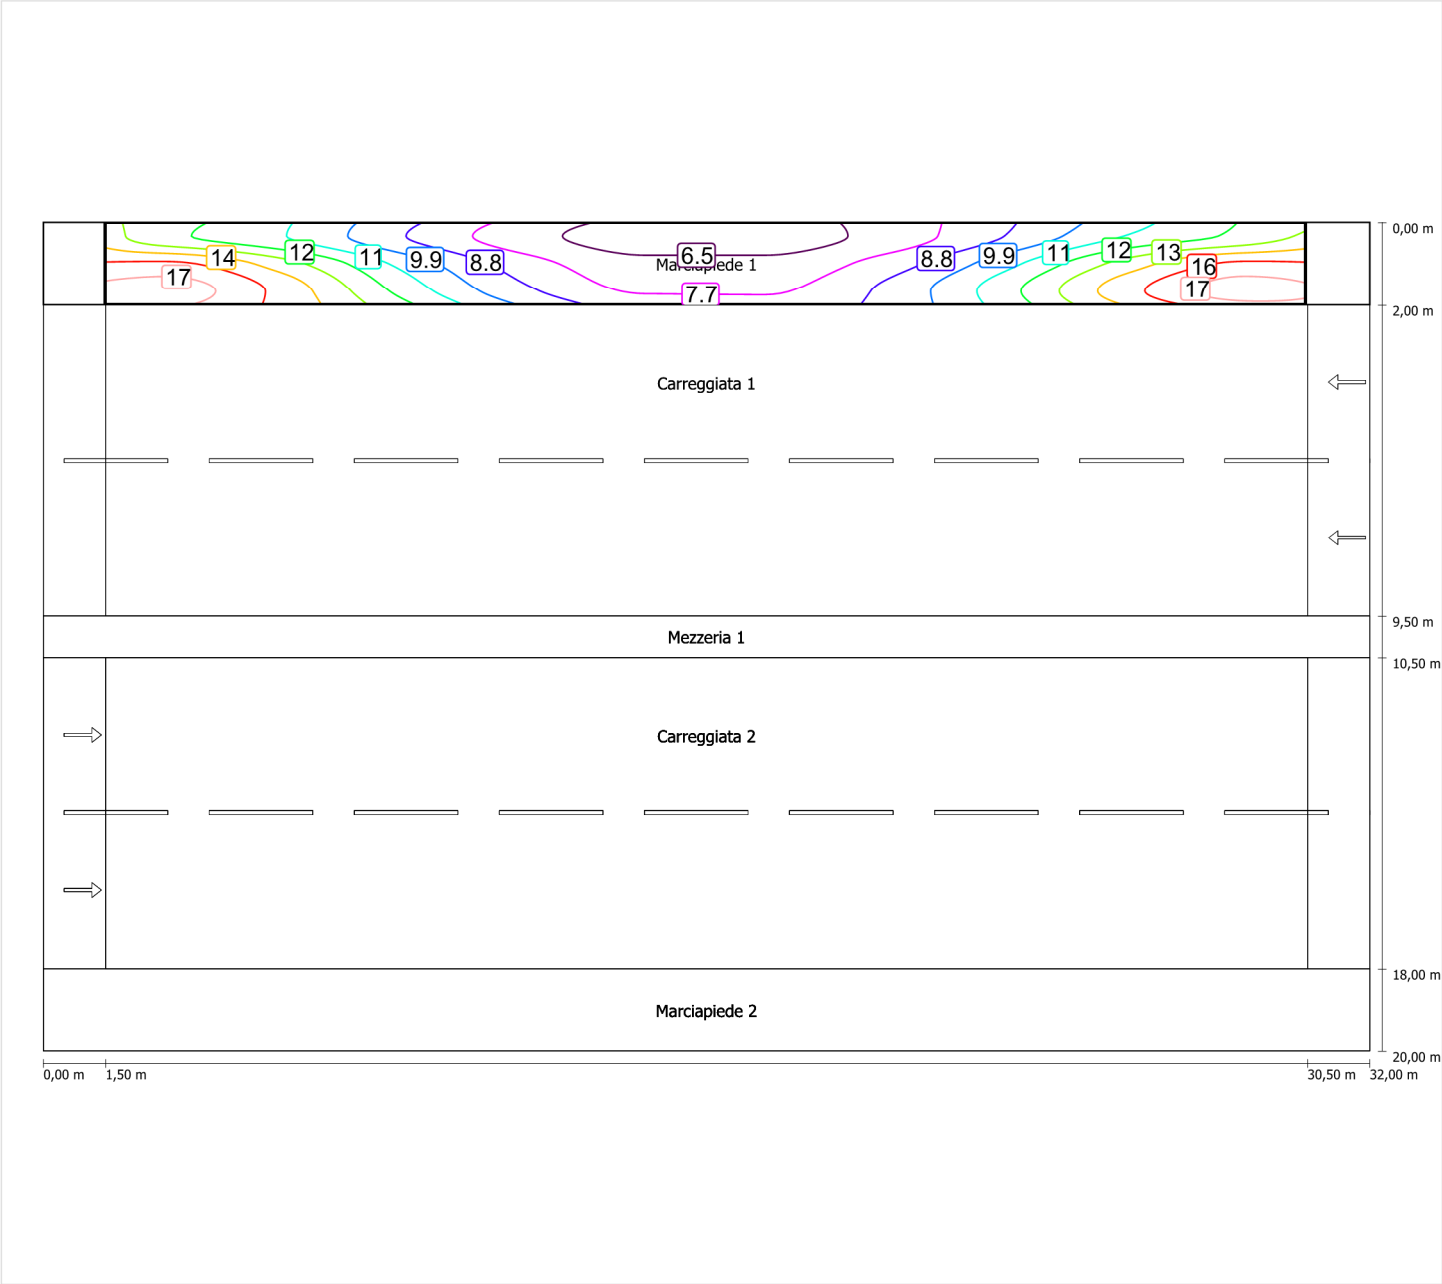 0,00 m
12
13
14
11
9.9
8.8
6.5
8.8
9.9
11
12
16
17
Marciapiede 1
17
7.7
2,00 m
Carreggiata 1
9,50 m
Mezzeria 1
10,50 m
Carreggiata 2
18,00 m
Marciapiede 2
20,00 m
0,00 m
1,50 m
30,50 m
32,00 m